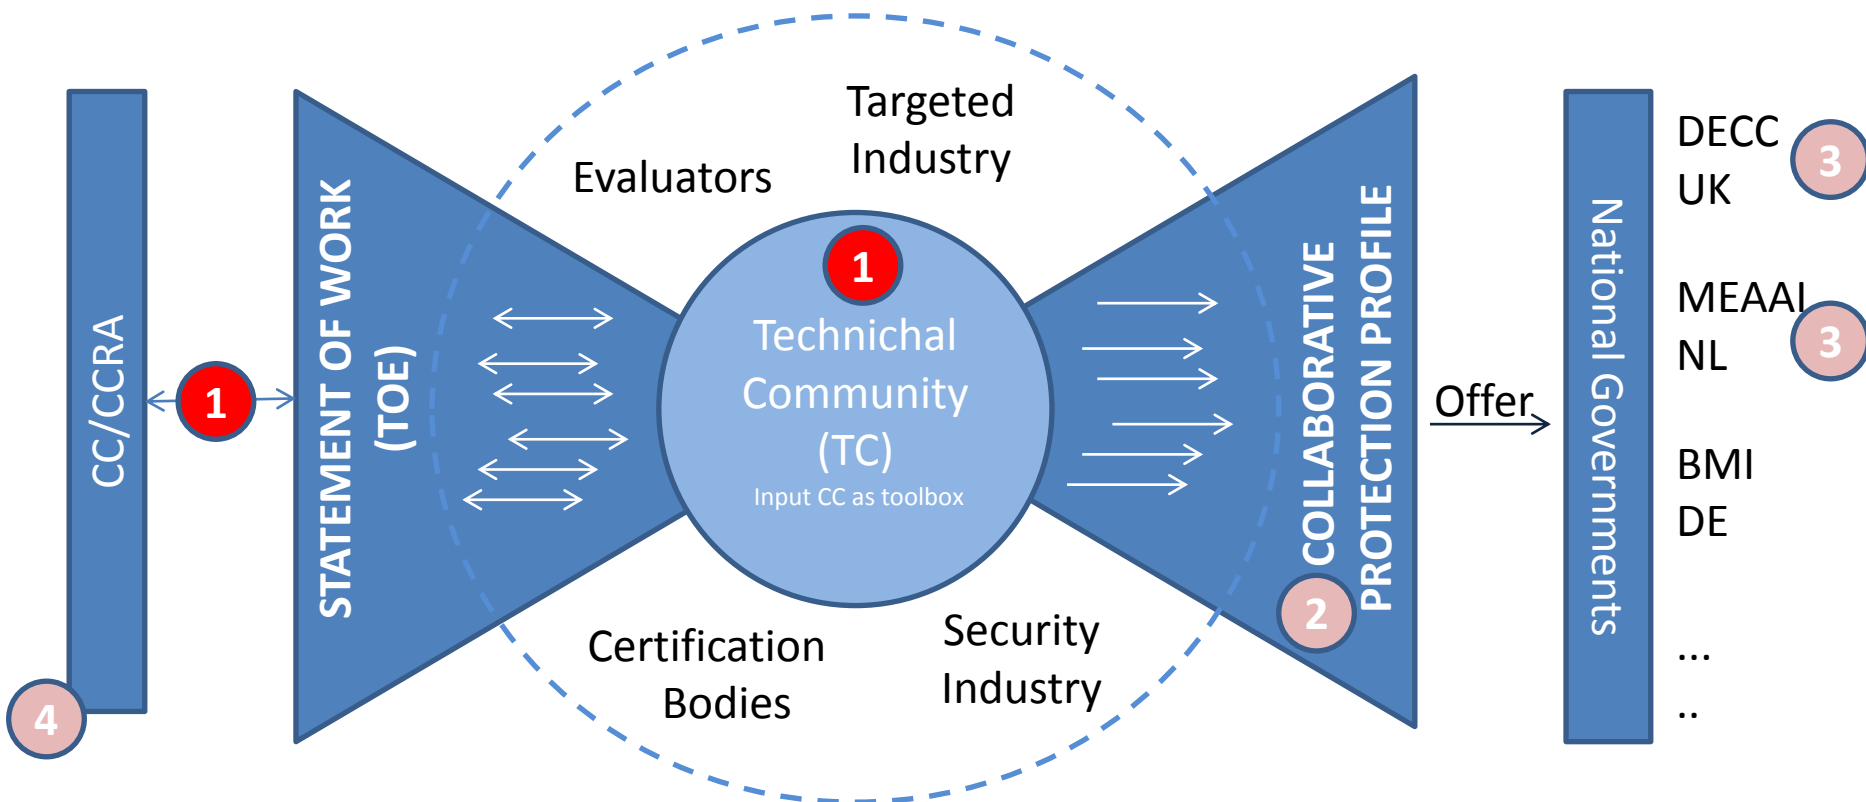 CC/CCRA
4
1
STATEMENT OF WORK
(TOE)
Evaluators
Targeted
Industry
1
Technichal
Community
(TC)
Input CC as toolbox
Certification
Bodies
Security
Industry
COLLABORATIVE
PROTECTION PROFILE
2
Offer
National Governments
DECC
UK
3
MEAAI
NL
3
BMI
DE
...
..